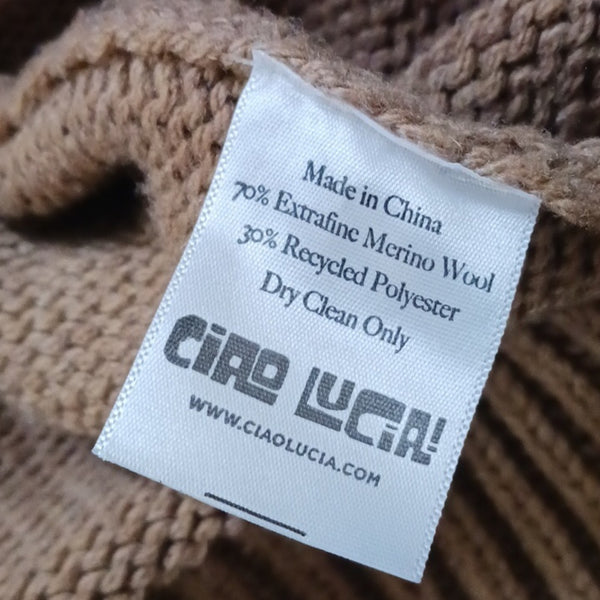 Made in China
70% Extrafine Merino Wool
30% Recycled Polyester
Dry Clean Only
CIAO LUCIA!
WWW.CIAOLUCIA.COM